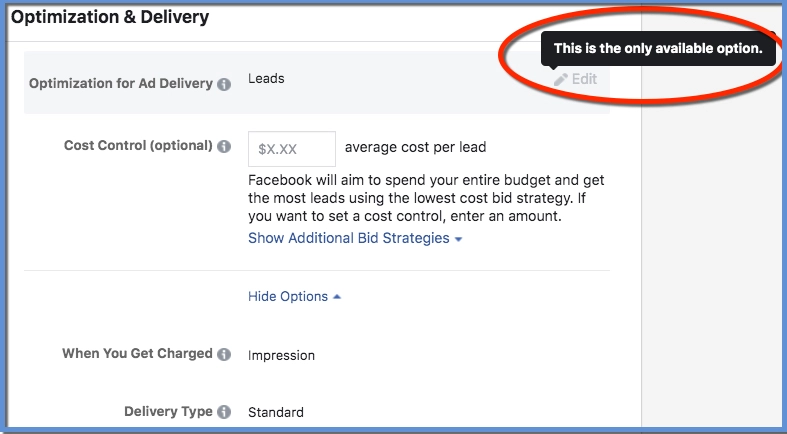 Optimization & Delivery
This is the only available option.
Optimization for Ad Delivery
Leads
Edit
Cost Control (optional)
$X.XX
average cost per lead
Facebook will aim to spend your entire budget and get
the most leads using the lowest cost bid strategy. If
you want to set a cost control, enter an amount.
Show Additional Bid Strategies
Hide Options
When You Get Charged
Impression
Delivery Type
Standard